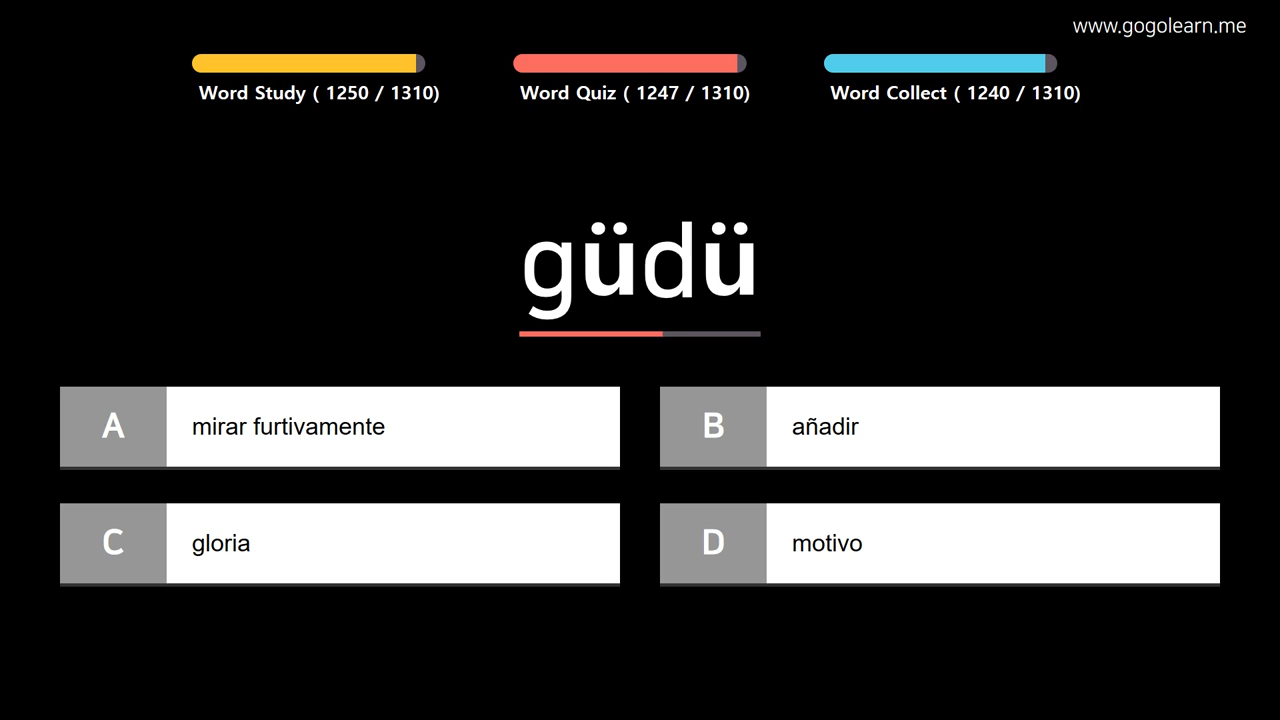 www.gogolearn.me
Word Study ( 1250 / 1310)
Word Quiz ( 1247 / 1310)
Word Collect ( 1240 / 1310)
güdü
A mirar furtivamente
B añadir
C gloria
D motivo